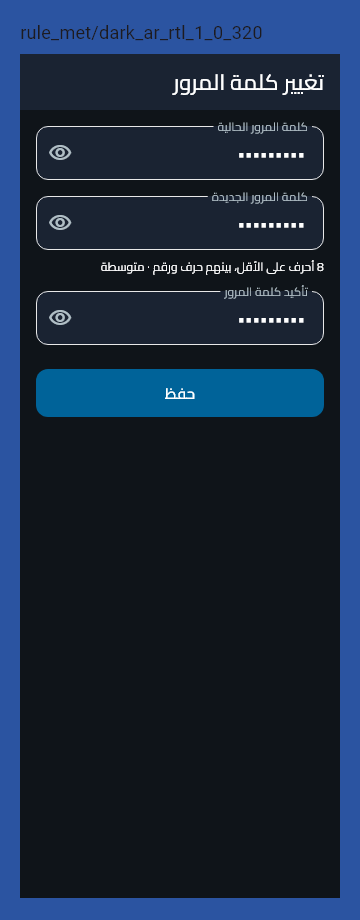 rule_met/dark_ar_rtl_1_0_320
تغيير كلمة المرور
كلمة المرور الحالية
•••••••••
كلمة المرور الجديدة
•••••••••
8 أحرف على الأقل، بينهم حرف ورقم · متوسطة
تأكيد كلمة المرور
•••••••••
حفظ